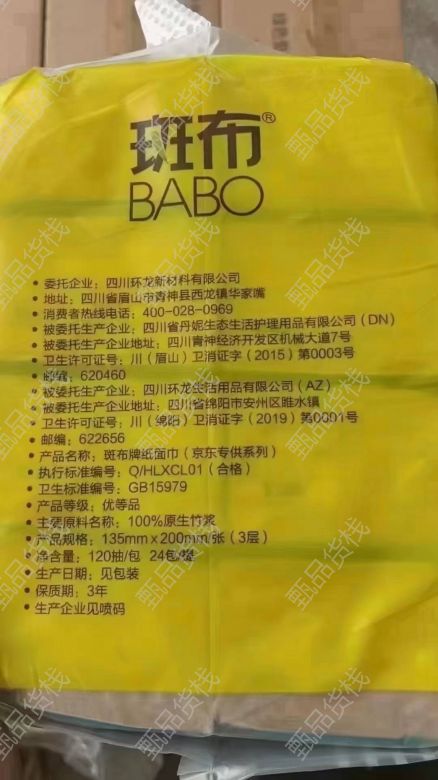 斑布®
BABO
委托企业：四川环龙新材料有限公司
地址：四川省眉山市青神县西龙镇华家嘴
消费者热线电话：400-028-0969
被委托生产企业：四川省丹妮生态生活护理用品有限公司（DN）
被委托生产企业地址：四川青神经济开发区机械大道7号
卫生许可证号：川（眉山）卫消证字（2015）第0003号
邮编：620460
被委托生产企业：四川环龙生活用品有限公司（AZ）
被委托生产企业地址：四川省绵阳市安州区雎水镇
卫生许可证号：川（绵阳）卫消证字（2019）第0001号
邮编：622656
产品名称：斑布牌纸面巾（京东专供系列）
执行标准编号：Q/HLXCL01（合格）
卫生标准编号：GB15979
产品等级：优等品
主要原料名称：100%原生竹浆
产品规格：135mm×200mm/张（3层）
净含量：120抽/包 24包/
生产日期：见包装
保质期：3年
生产企业见喷码
甄品货栈